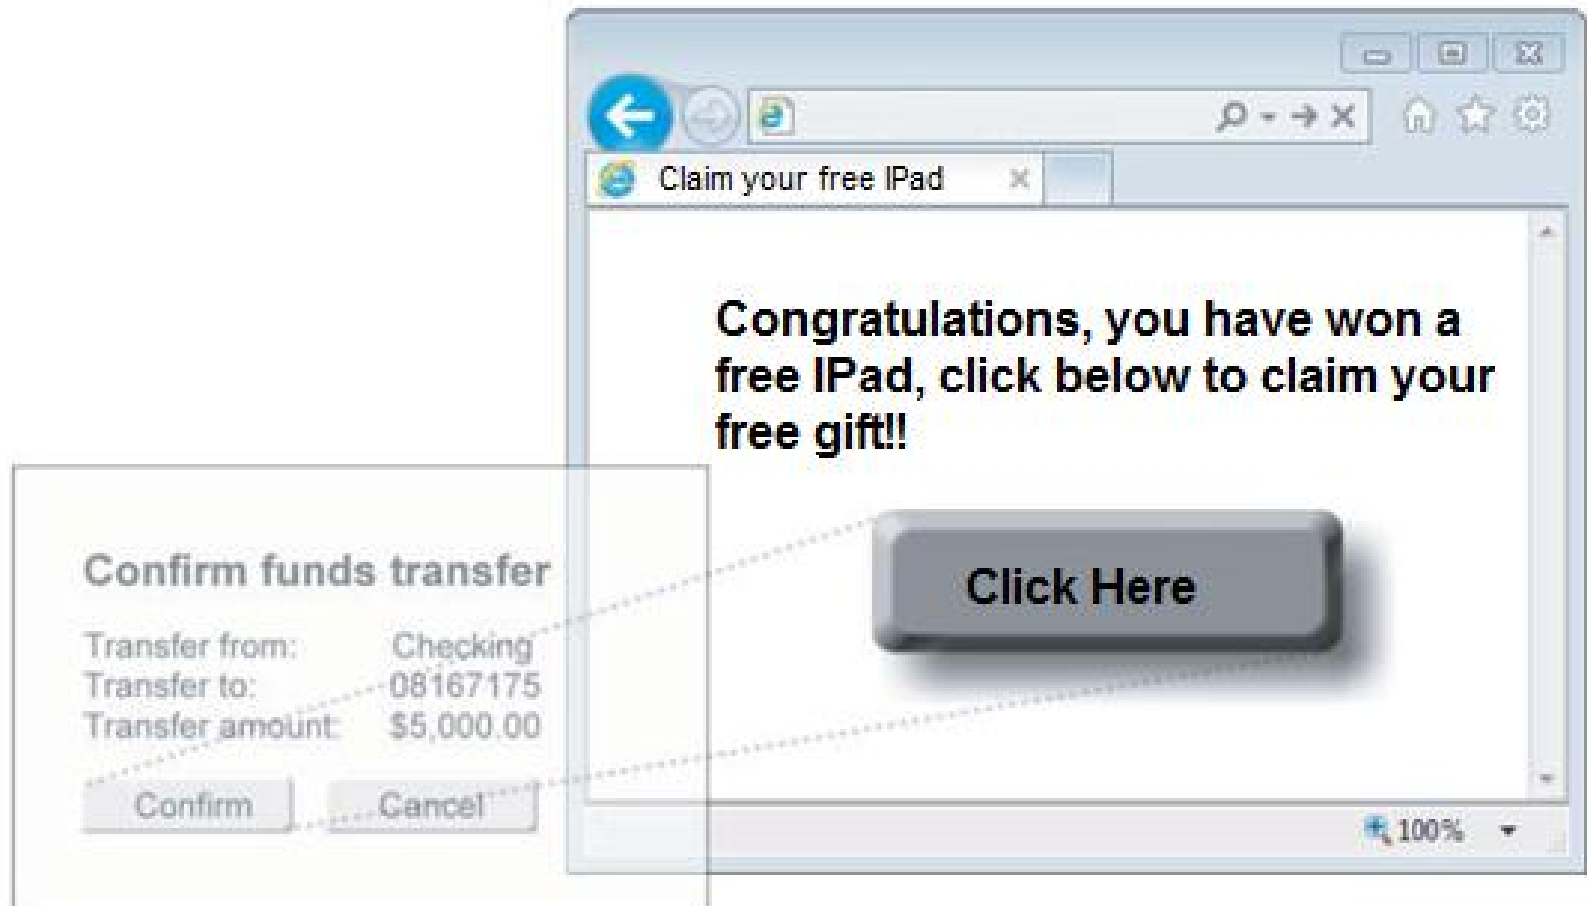 Claim your free IPad
Congratulations, you have won a
free IPad, click below to claim your
free gift!!
Click Here
Confirm funds transfer
Transfer from: Checking
Transfer to: 08167175
Transfer amount: $5,000.00
Confirm Cancel
100%